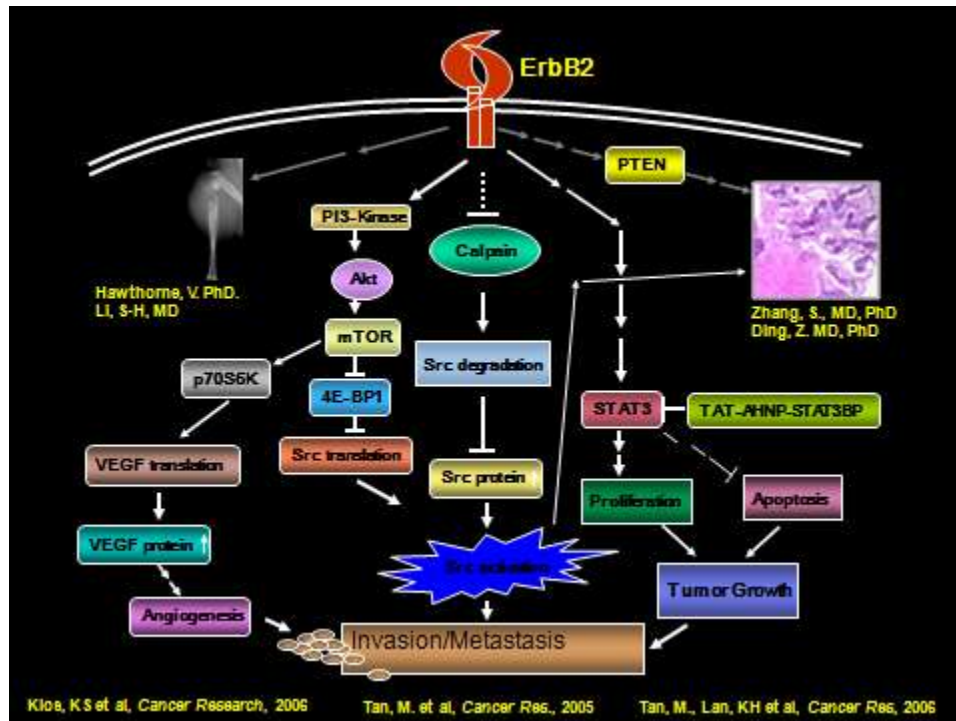 ErbB2
PTEN
PI3-Kinase
Calpain
Akt
Hawthorne, V. PhD.
Li, S-H, MD
Zhang, S., MD, PhD
Ding, Z. MD, PhD
mTOR
p70S6K
Src degradation
4E-BP1
STAT3
TAT-AHNP-STAT3BP
VEGF translation
Src translation
Src protein
Proliferation
Apoptosis
VEGF protein
Src activation
Tumor Growth
Angiogenesis
Invasion/Metastasis
Kloe, KS et al, Cancer Research, 2006
Tan, M. et al, Cancer Res., 2005
Tan, M., Lan, KH et al, Cancer Res, 2006